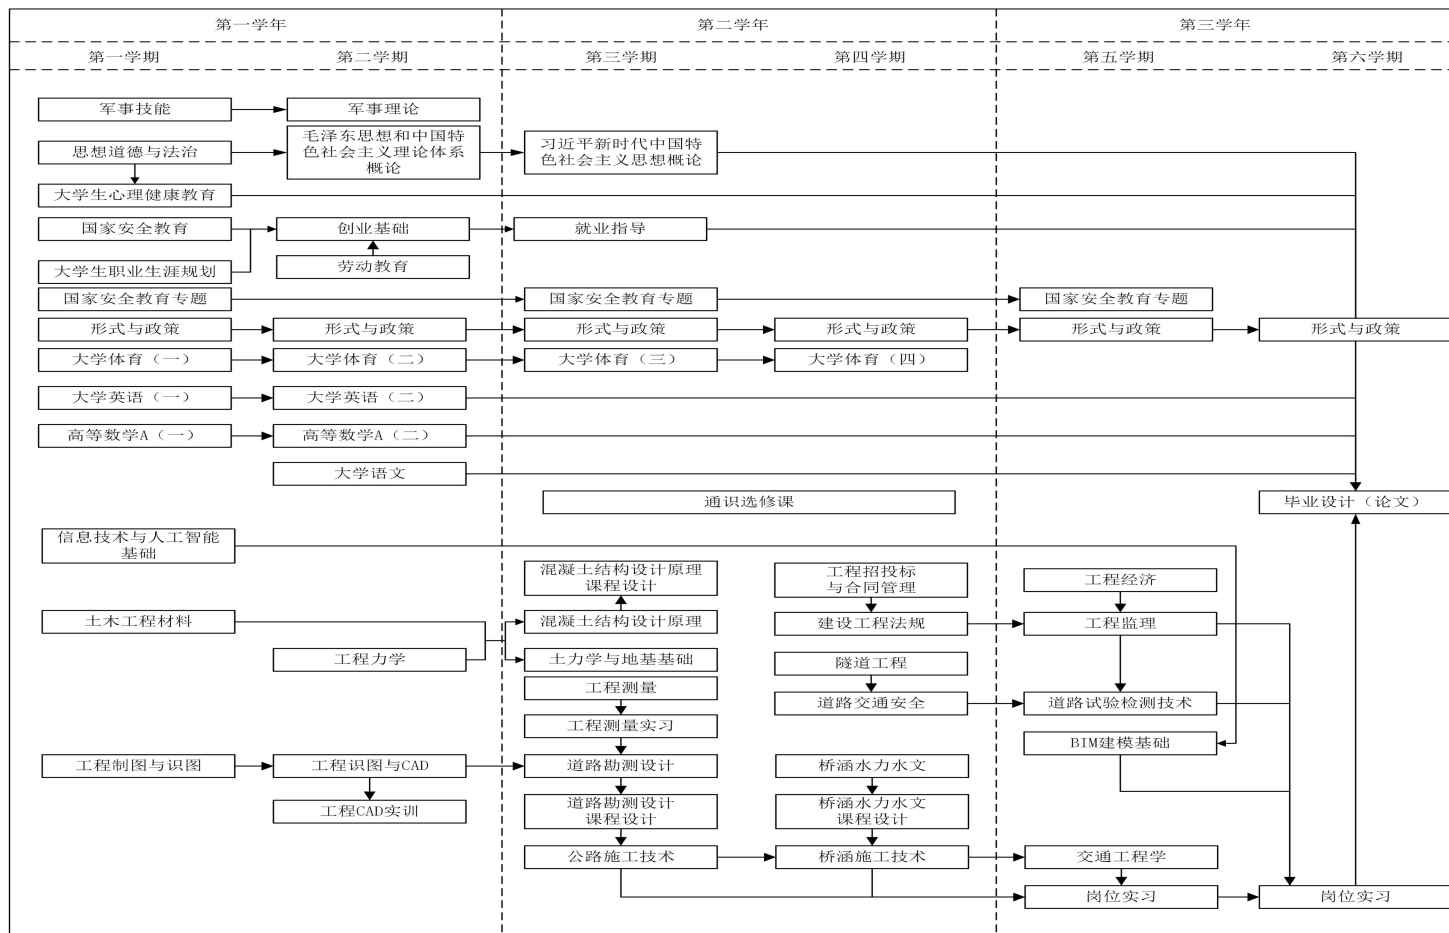 第一学年
第二学年
第三学年
第一学期
第二学期
第三学期
第四学期
第五学期
第六学期
军事技能
军事理论
思想道德与法治
毛泽东思想和中国特
色社会主义理论体系
概论
习近平新时代中国特
色社会主义思想概论
大学生心理健康教育
国家安全教育
创业基础
就业指导
大学生职业生涯规划
劳动教育
国家安全教育专题
国家安全教育专题
国家安全教育专题
形式与政策
形式与政策
形式与政策
形式与政策
形式与政策
形式与政策
大学体育（一）
大学体育（二）
大学体育（三）
大学体育（四）
大学英语（一）
大学英语（二）
高等数学A（一）
高等数学A（二）
大学语文
通识选修课
毕业设计（论文）
信息技术与人工智能
基础
混凝土结构设计原理
课程设计
工程招投标
与合同管理
工程经济
土木工程材料
混凝土结构设计原理
建设工程法规
工程监理
工程力学
土力学与地基基础
隧道工程
工程测量
道路交通安全
道路试验检测技术
工程测量实习
BIM建模基础
工程制图与识图
工程识图与CAD
道路勘测设计
桥涵水力水文
工程CAD实训
道路勘测设计
课程设计
桥涵水力水文
课程设计
公路施工技术
桥涵施工技术
交通工程学
岗位实习
岗位实习